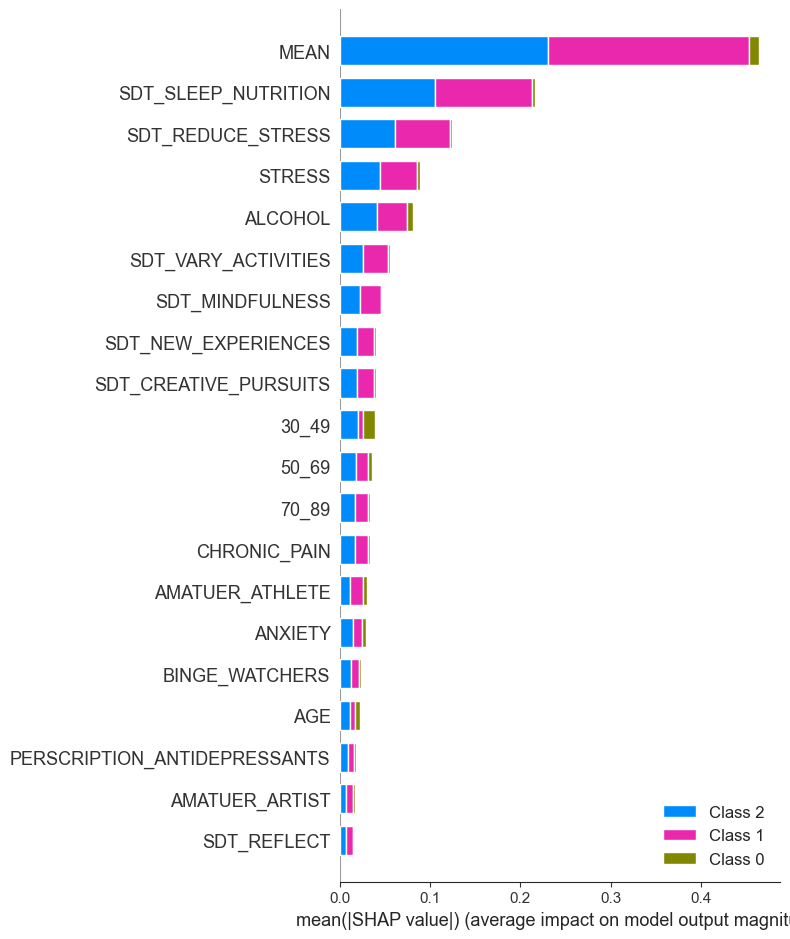 MEAN
SDT_SLEEP_NUTRITION
SDT_REDUCE_STRESS
STRESS
ALCOHOL
SDT_VARY_ACTIVITIES
SDT_MINDFULNESS
SDT_NEW_EXPERIENCES
SDT_CREATIVE_PURSUITS
30_49
50_69
70_89
CHRONIC_PAIN
AMATUER_ATHLETE
ANXIETY
BINGE_WATCHERS
AGE
PERSCRIPTION_ANTIDEPRESSANTS
AMATUER_ARTIST
SDT_REFLECT
Class 2
Class 1
Class 0
0.0 0.1 0.2 0.3 0.4
mean(|SHAP value|) (average impact on model output magnitu